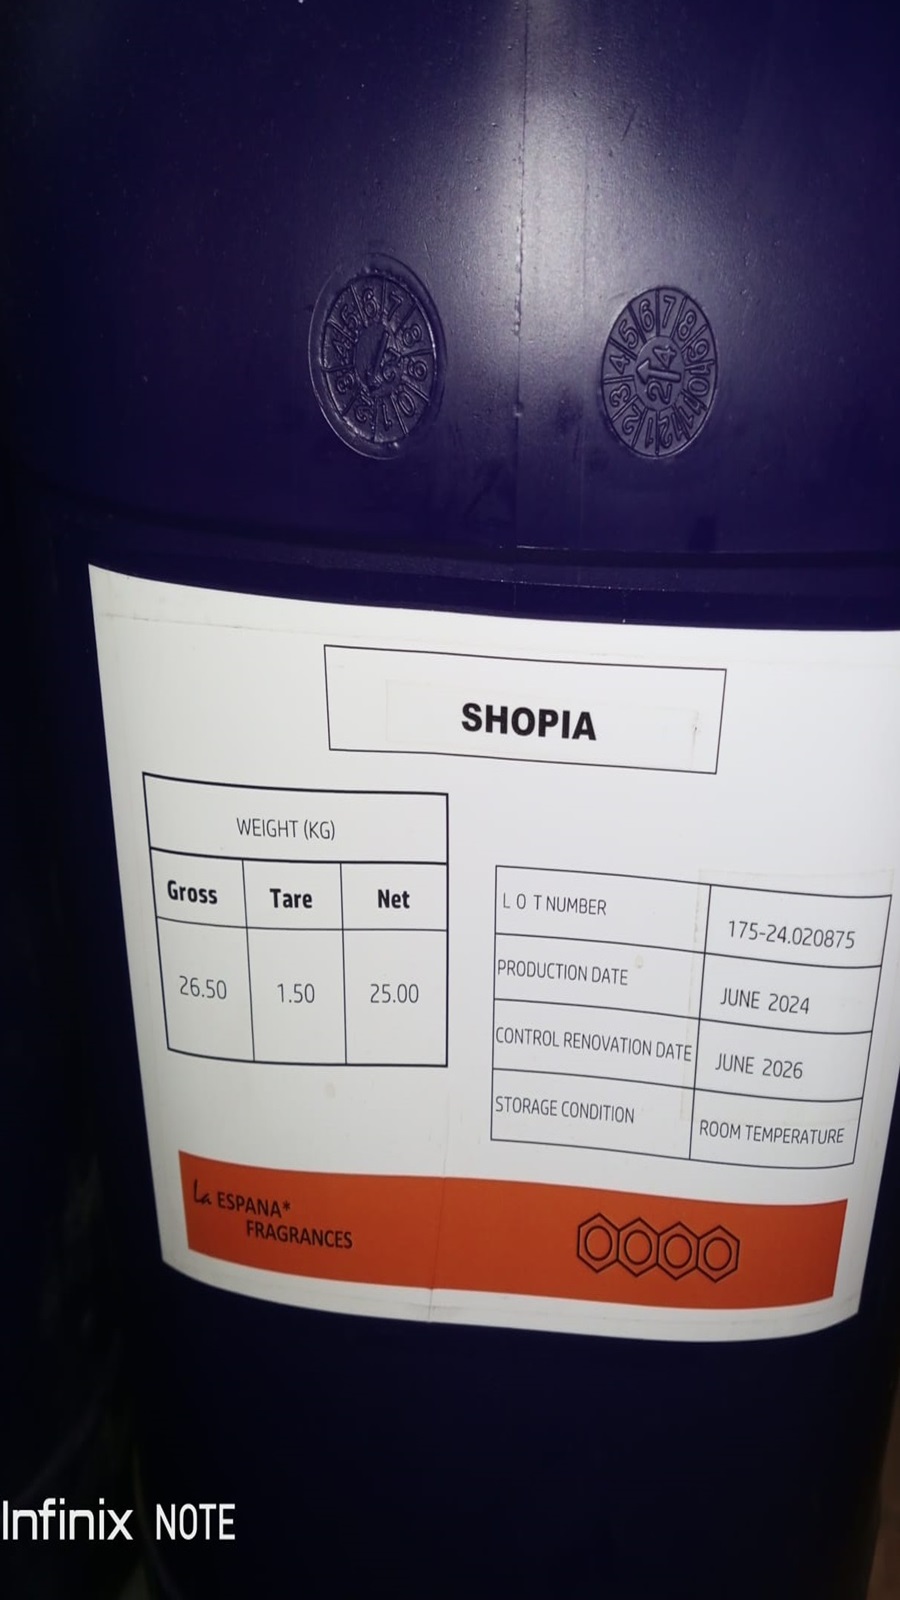 SHOPIA
WEIGHT (KG)
Gross Tare Net
26.50 1.50 25.00
L O T NUMBER 175-24.020875
PRODUCTION DATE JUNE 2024
CONTROL RENOVATION DATE JUNE 2026
STORAGE CONDITION ROOM TEMPERATURE
La ESPANA*
FRAGRANCES
Infinix NOTE